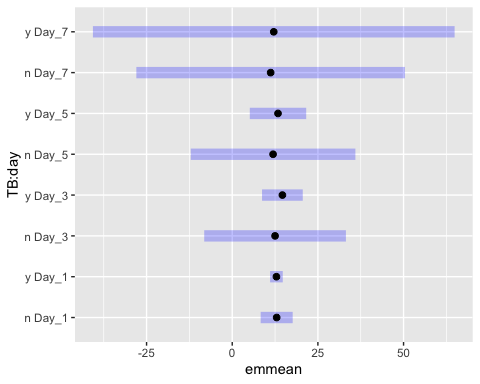 TB:day
y Day_7
n Day_7
y Day_5
n Day_5
y Day_3
n Day_3
y Day_1
n Day_1
-25 0 25 50
emmean